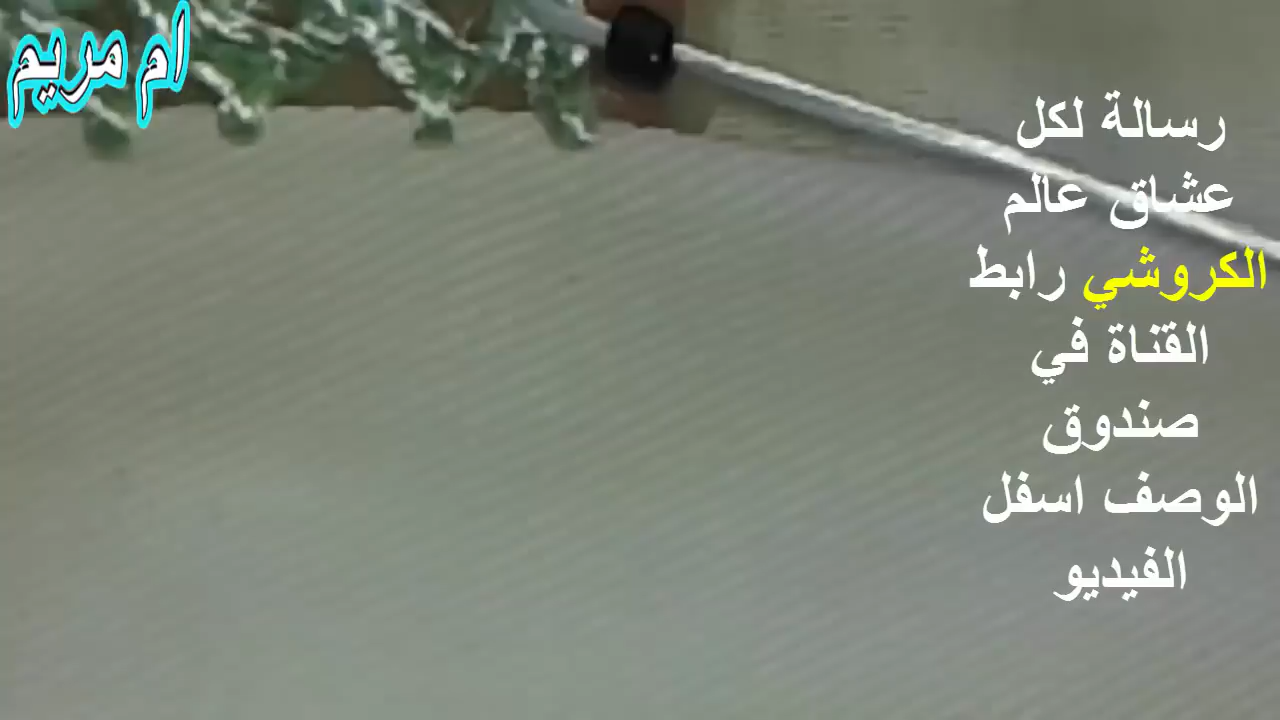 ام مريم
رسالة لكل
عشاق عالم
الكروشي رابط
القناة في
صندوق
الوصف اسفل
الفيديو